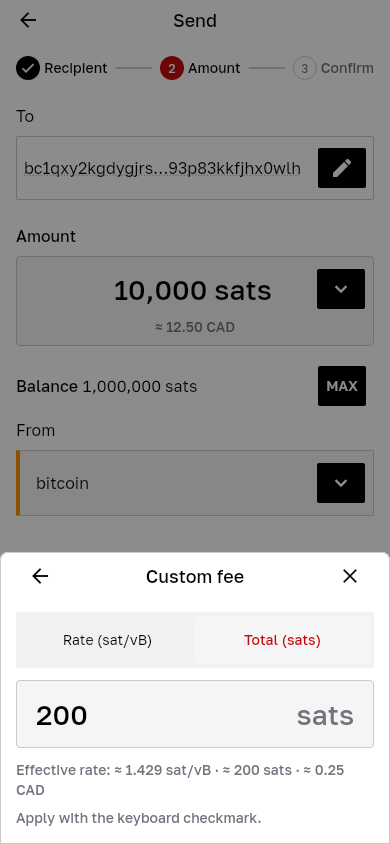 Send
Recipient
2 Amount
3 Confirm
To
bc1qxy2kgdygjrs...93p83kkfjhx0wlh
Amount
10,000 sats
≈ 12.50 CAD
Balance 1,000,000 sats
MAX
From
bitcoin
Custom fee
Rate (sat/vB)
Total (sats)
200 sats
Effective rate: ≈ 1.429 sat/vB · ≈ 200 sats · ≈ 0.25
CAD
Apply with the keyboard checkmark.